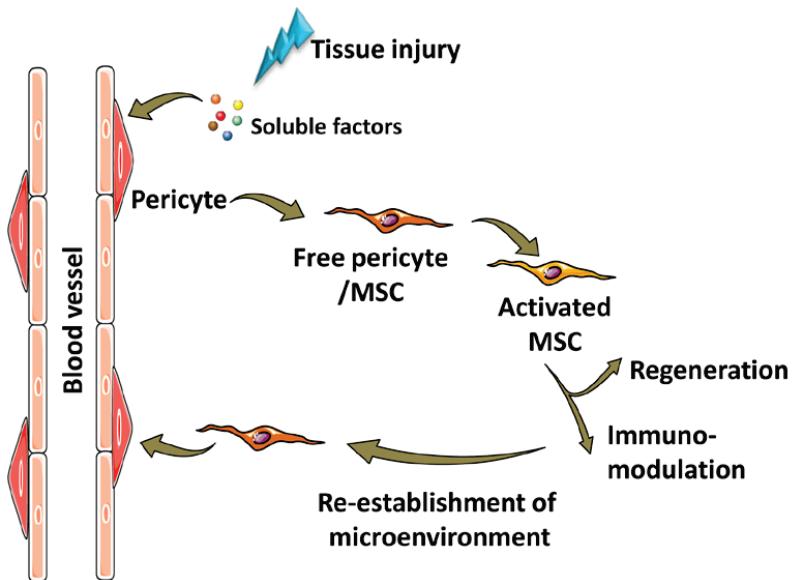 Tissue injury
Soluble factors
Pericyte
Free pericyte
/MSC
Activated
MSC
Blood vessel
Regeneration
Immuno-
modulation
Re-establishment of
microenvironment